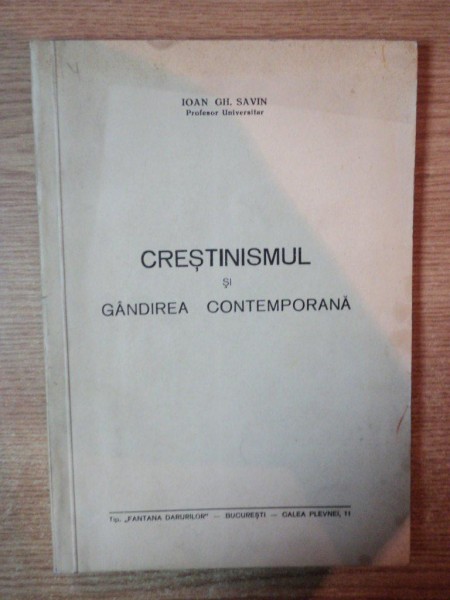 IOAN GH. SAVIN
Profesor Universitar
CREȘTINISMUL
ȘI
GÂNDIREA CONTEMPORANĂ
Tip. „FANTANA DARURILOR" — BUCUREȘTI — CALEA PLEVNEI, 11